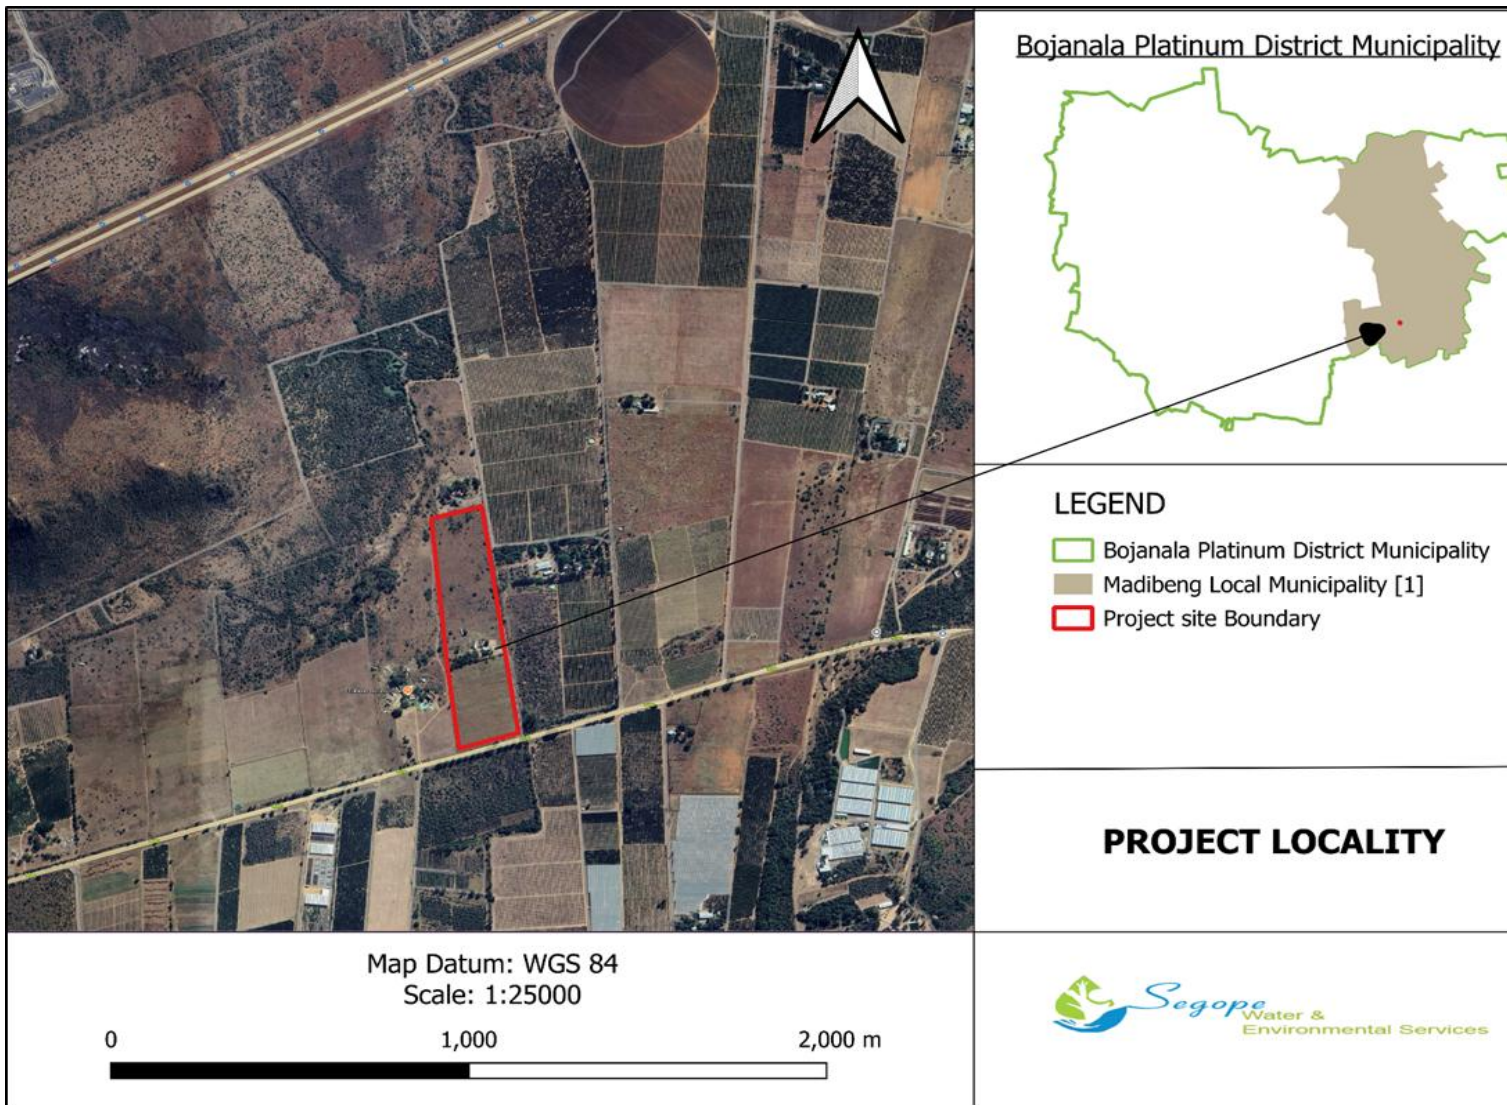 Bojanala Platinum District Municipality
LEGEND
Bojanala Platinum District Municipality
Madibeng Local Municipality [1]
Project site Boundary
PROJECT LOCALITY
Map Datum: WGS 84
Scale: 1:25000
0 1,000 2,000 m
Segope
Water &
Environmental Services